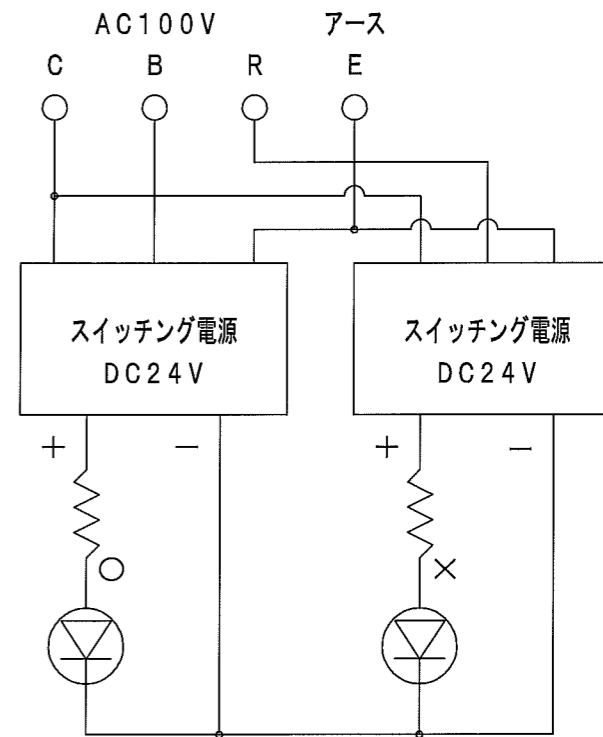 AC100V アース
C B R E
スイッチング電源 スイッチング電源
DC24V DC24V
+ - + -
○ ×